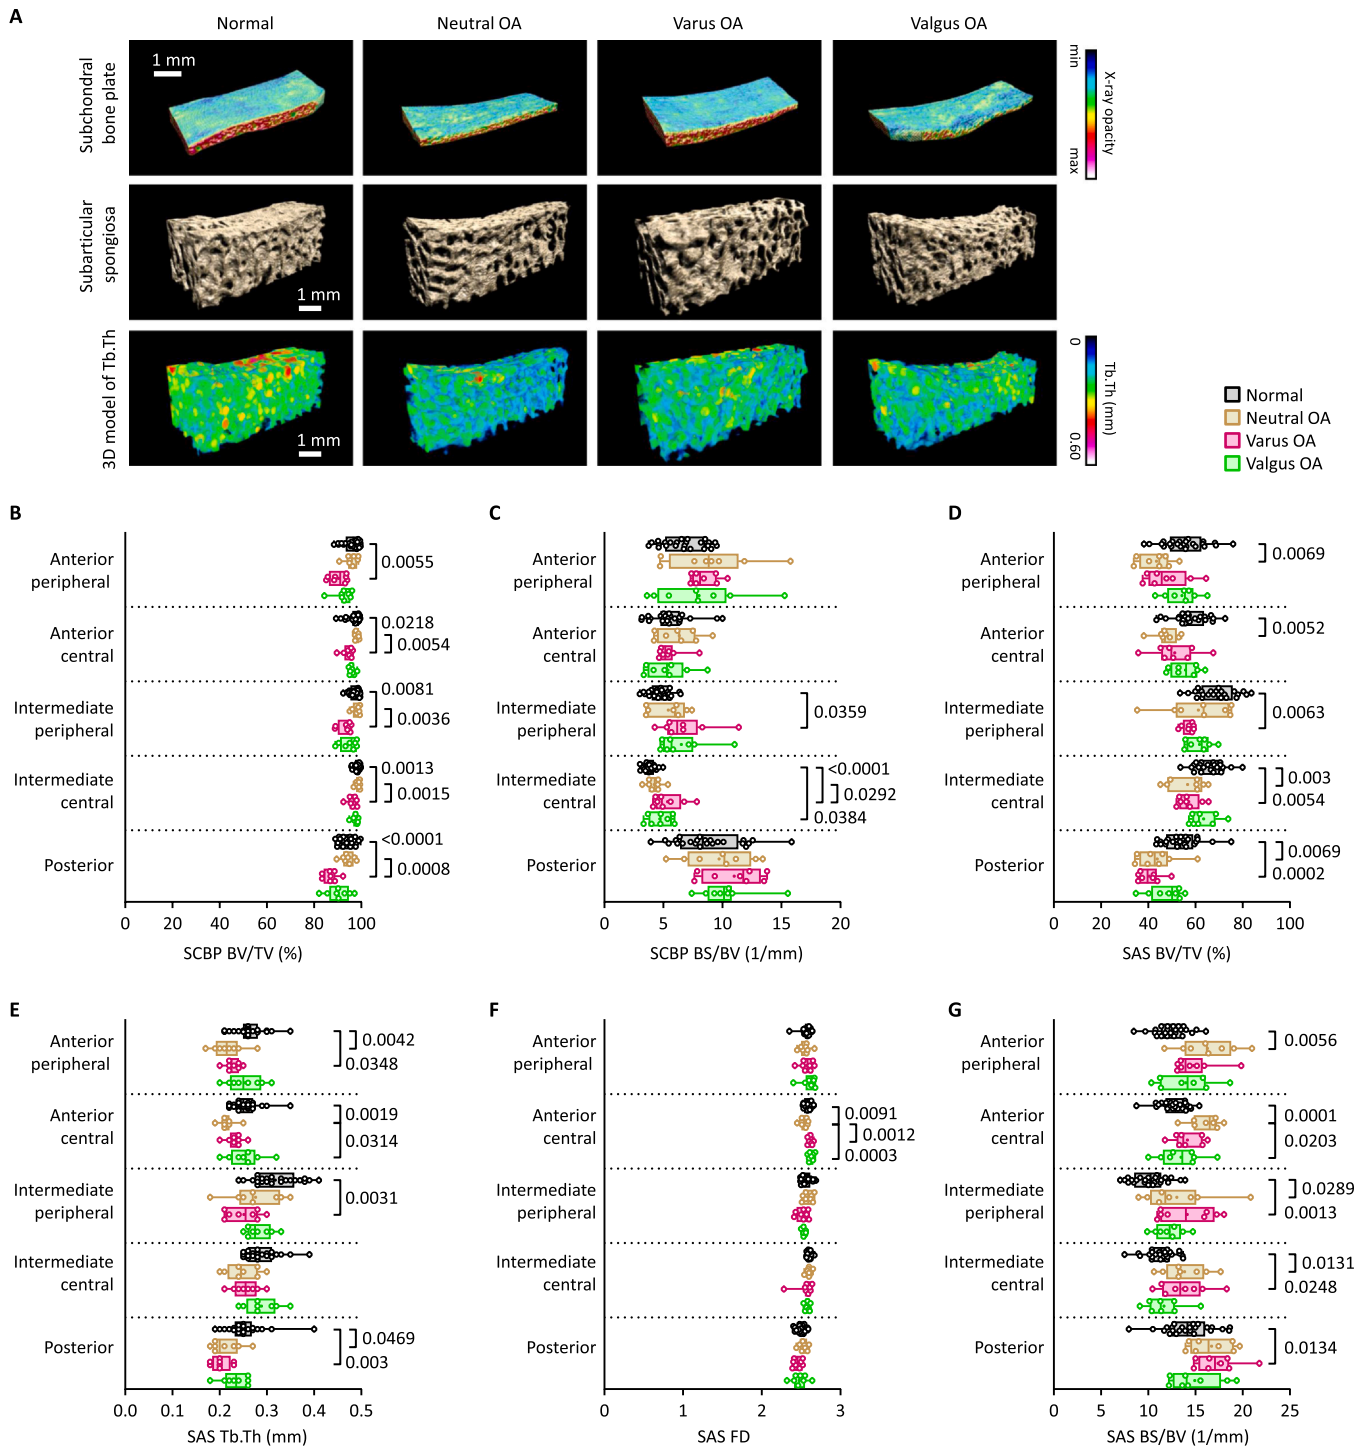 A
Normal
Neutral OA
Varus OA
Valgus OA
Subchondral
bone plate
1 mm
min
X-ray opacity
max
Subarticular
spongiosa
1 mm
3D model of Tb.Th
1 mm
0
Tb.Th (mm)
0.60
Normal
Neutral OA
Varus OA
Valgus OA
B
Anterior
peripheral
0.0055
Anterior
central
0.0218
0.0054
Intermediate
peripheral
0.0081
0.0036
Intermediate
central
0.0013
0.0015
Posterior
<0.0001
0.0008
0 20 40 60 80 100
SCBP BV/TV (%)
C
Anterior
peripheral
Anterior
central
Intermediate
peripheral
0.0359
Intermediate
central
<0.0001
0.0292
0.0384
Posterior
0 5 10 15 20
SCBP BS/BV (1/mm)
D
Anterior
peripheral
0.0069
Anterior
central
0.0052
Intermediate
peripheral
0.0063
Intermediate
central
0.003
0.0054
Posterior
0.0069
0.0002
0 20 40 60 80 100
SAS BV/TV (%)
E
Anterior
peripheral
0.0042
0.0348
Anterior
central
0.0019
0.0314
Intermediate
peripheral
0.0031
Intermediate
central
Posterior
0.0469
0.003
0.0 0.1 0.2 0.3 0.4 0.5
SAS Tb.Th (mm)
F
Anterior
peripheral
Anterior
central
0.0091
0.0012
0.0003
Intermediate
peripheral
Intermediate
central
Posterior
0 1 2 3
SAS FD
G
Anterior
peripheral
0.0056
Anterior
central
0.0001
0.0203
Intermediate
peripheral
0.0289
0.0013
Intermediate
central
0.0131
0.0248
Posterior
0.0134
0 5 10 15 20 25
SAS BS/BV (1/mm)